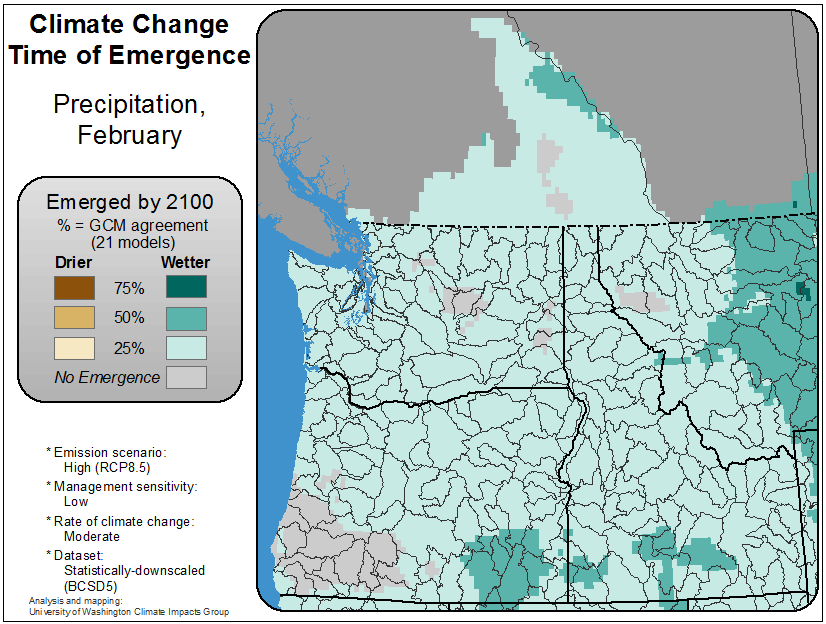 Climate Change
Time of Emergence
Precipitation,
February
Emerged by 2100
% = GCM agreement
(21 models)
Drier Wetter
75%
50%
25%
No Emergence
* Emission scenario:
High (RCP8.5)
* Management sensitivity:
Low
* Rate of climate change:
Moderate
* Dataset:
Statistically-downscaled
(BCSD5)
Analysis and mapping:
University of Washington Climate Impacts Group